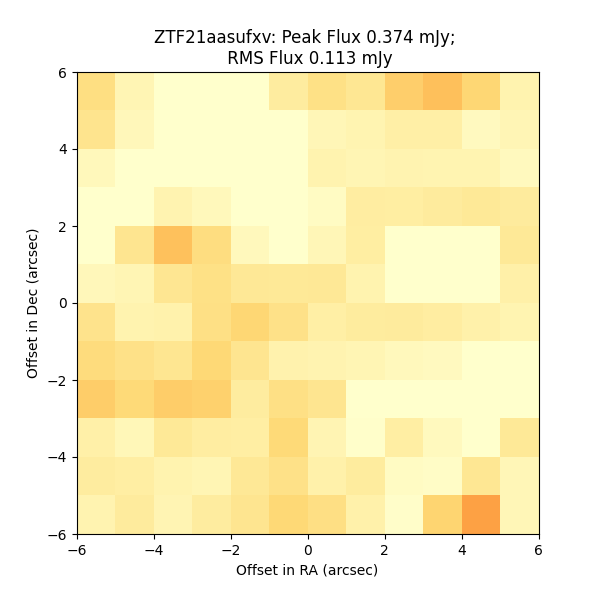 ZTF21aasufxv: Peak Flux 0.374 mJy;
RMS Flux 0.113 mJy
6
4
2
0
−2
−4
−6
Offset in Dec (arcsec)
−6 −4 −2 0 2 4 6
Offset in RA (arcsec)